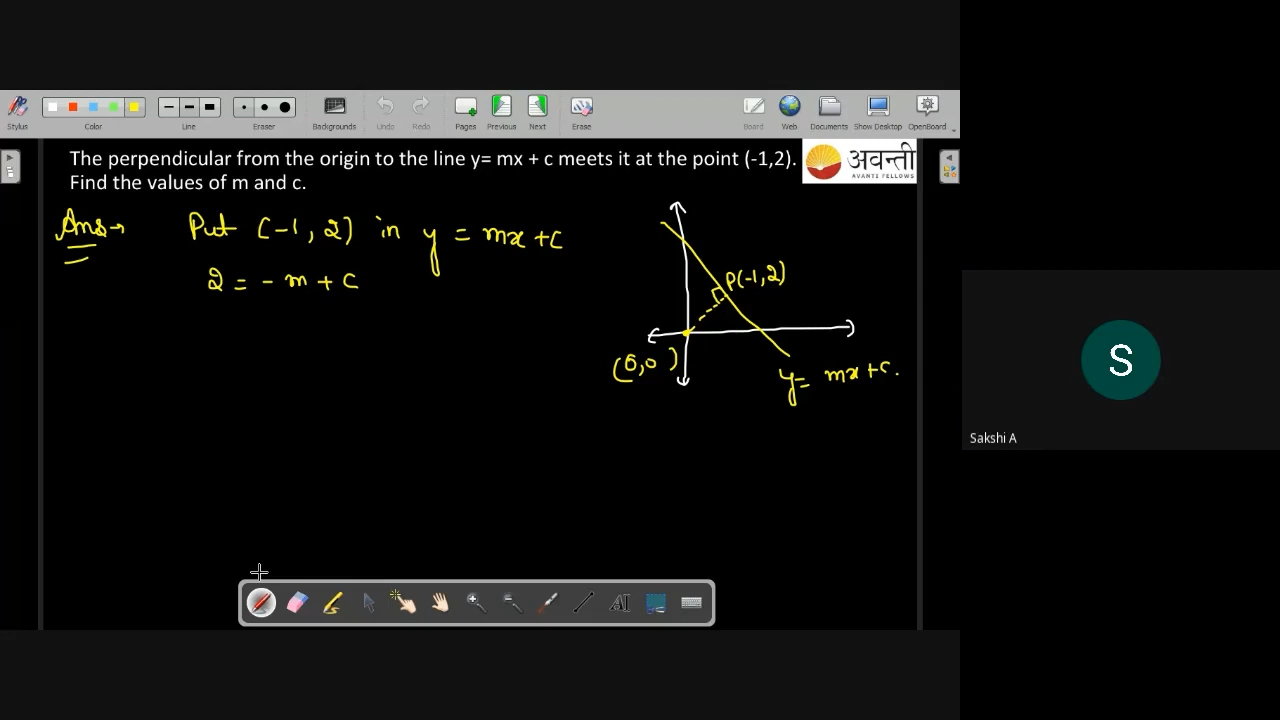 Stylus
Color
Line
Eraser
Backgrounds
Undo
Redo
Pages
Previous
Next
Erase
Board
Web
Documents
Show Desktop
OpenBoard
The perpendicular from the origin to the line y= mx + c meets it at the point (-1,2).
Find the values of m and c.
अवन्ती
AVANTI FELLOWS
Ans→ Put (-1, 2) in y = mx + c
2 = - m + c
P(-1,2)
(0,0)
y = mx + c.
AI
S
Sakshi A